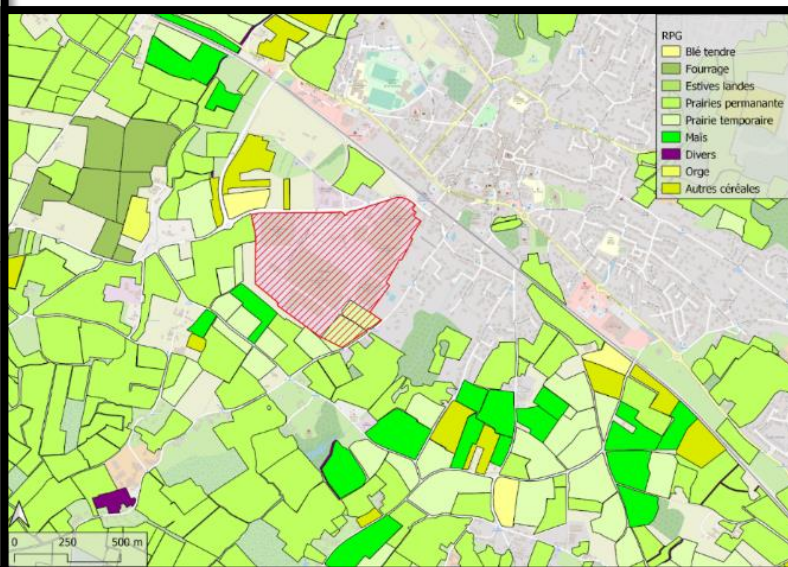 RPG
Blé tendre
Fourrage
Estives landes
Prairies permanante
Prairie temporaire
Maïs
Divers
Orge
Autres céréales
0 250 500 m